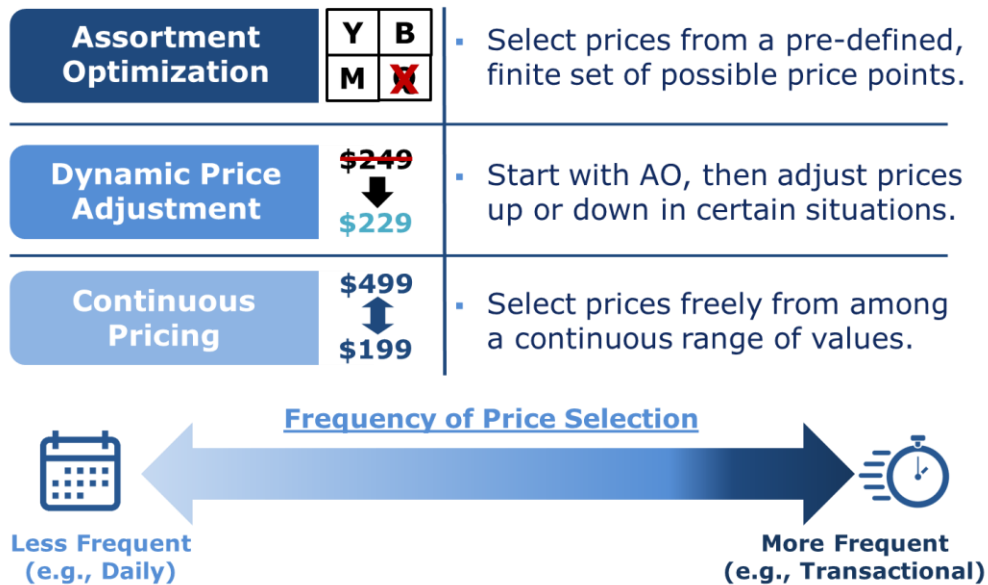 Assortment
Optimization
Y B
M
▪ Select prices from a pre-defined,
finite set of possible price points.
Dynamic Price
Adjustment
$249
$229
▪ Start with AO, then adjust prices
up or down in certain situations.
Continuous
Pricing
$499
$199
▪ Select prices freely from among
a continuous range of values.
Frequency of Price Selection
Less Frequent
(e.g., Daily)
More Frequent
(e.g., Transactional)